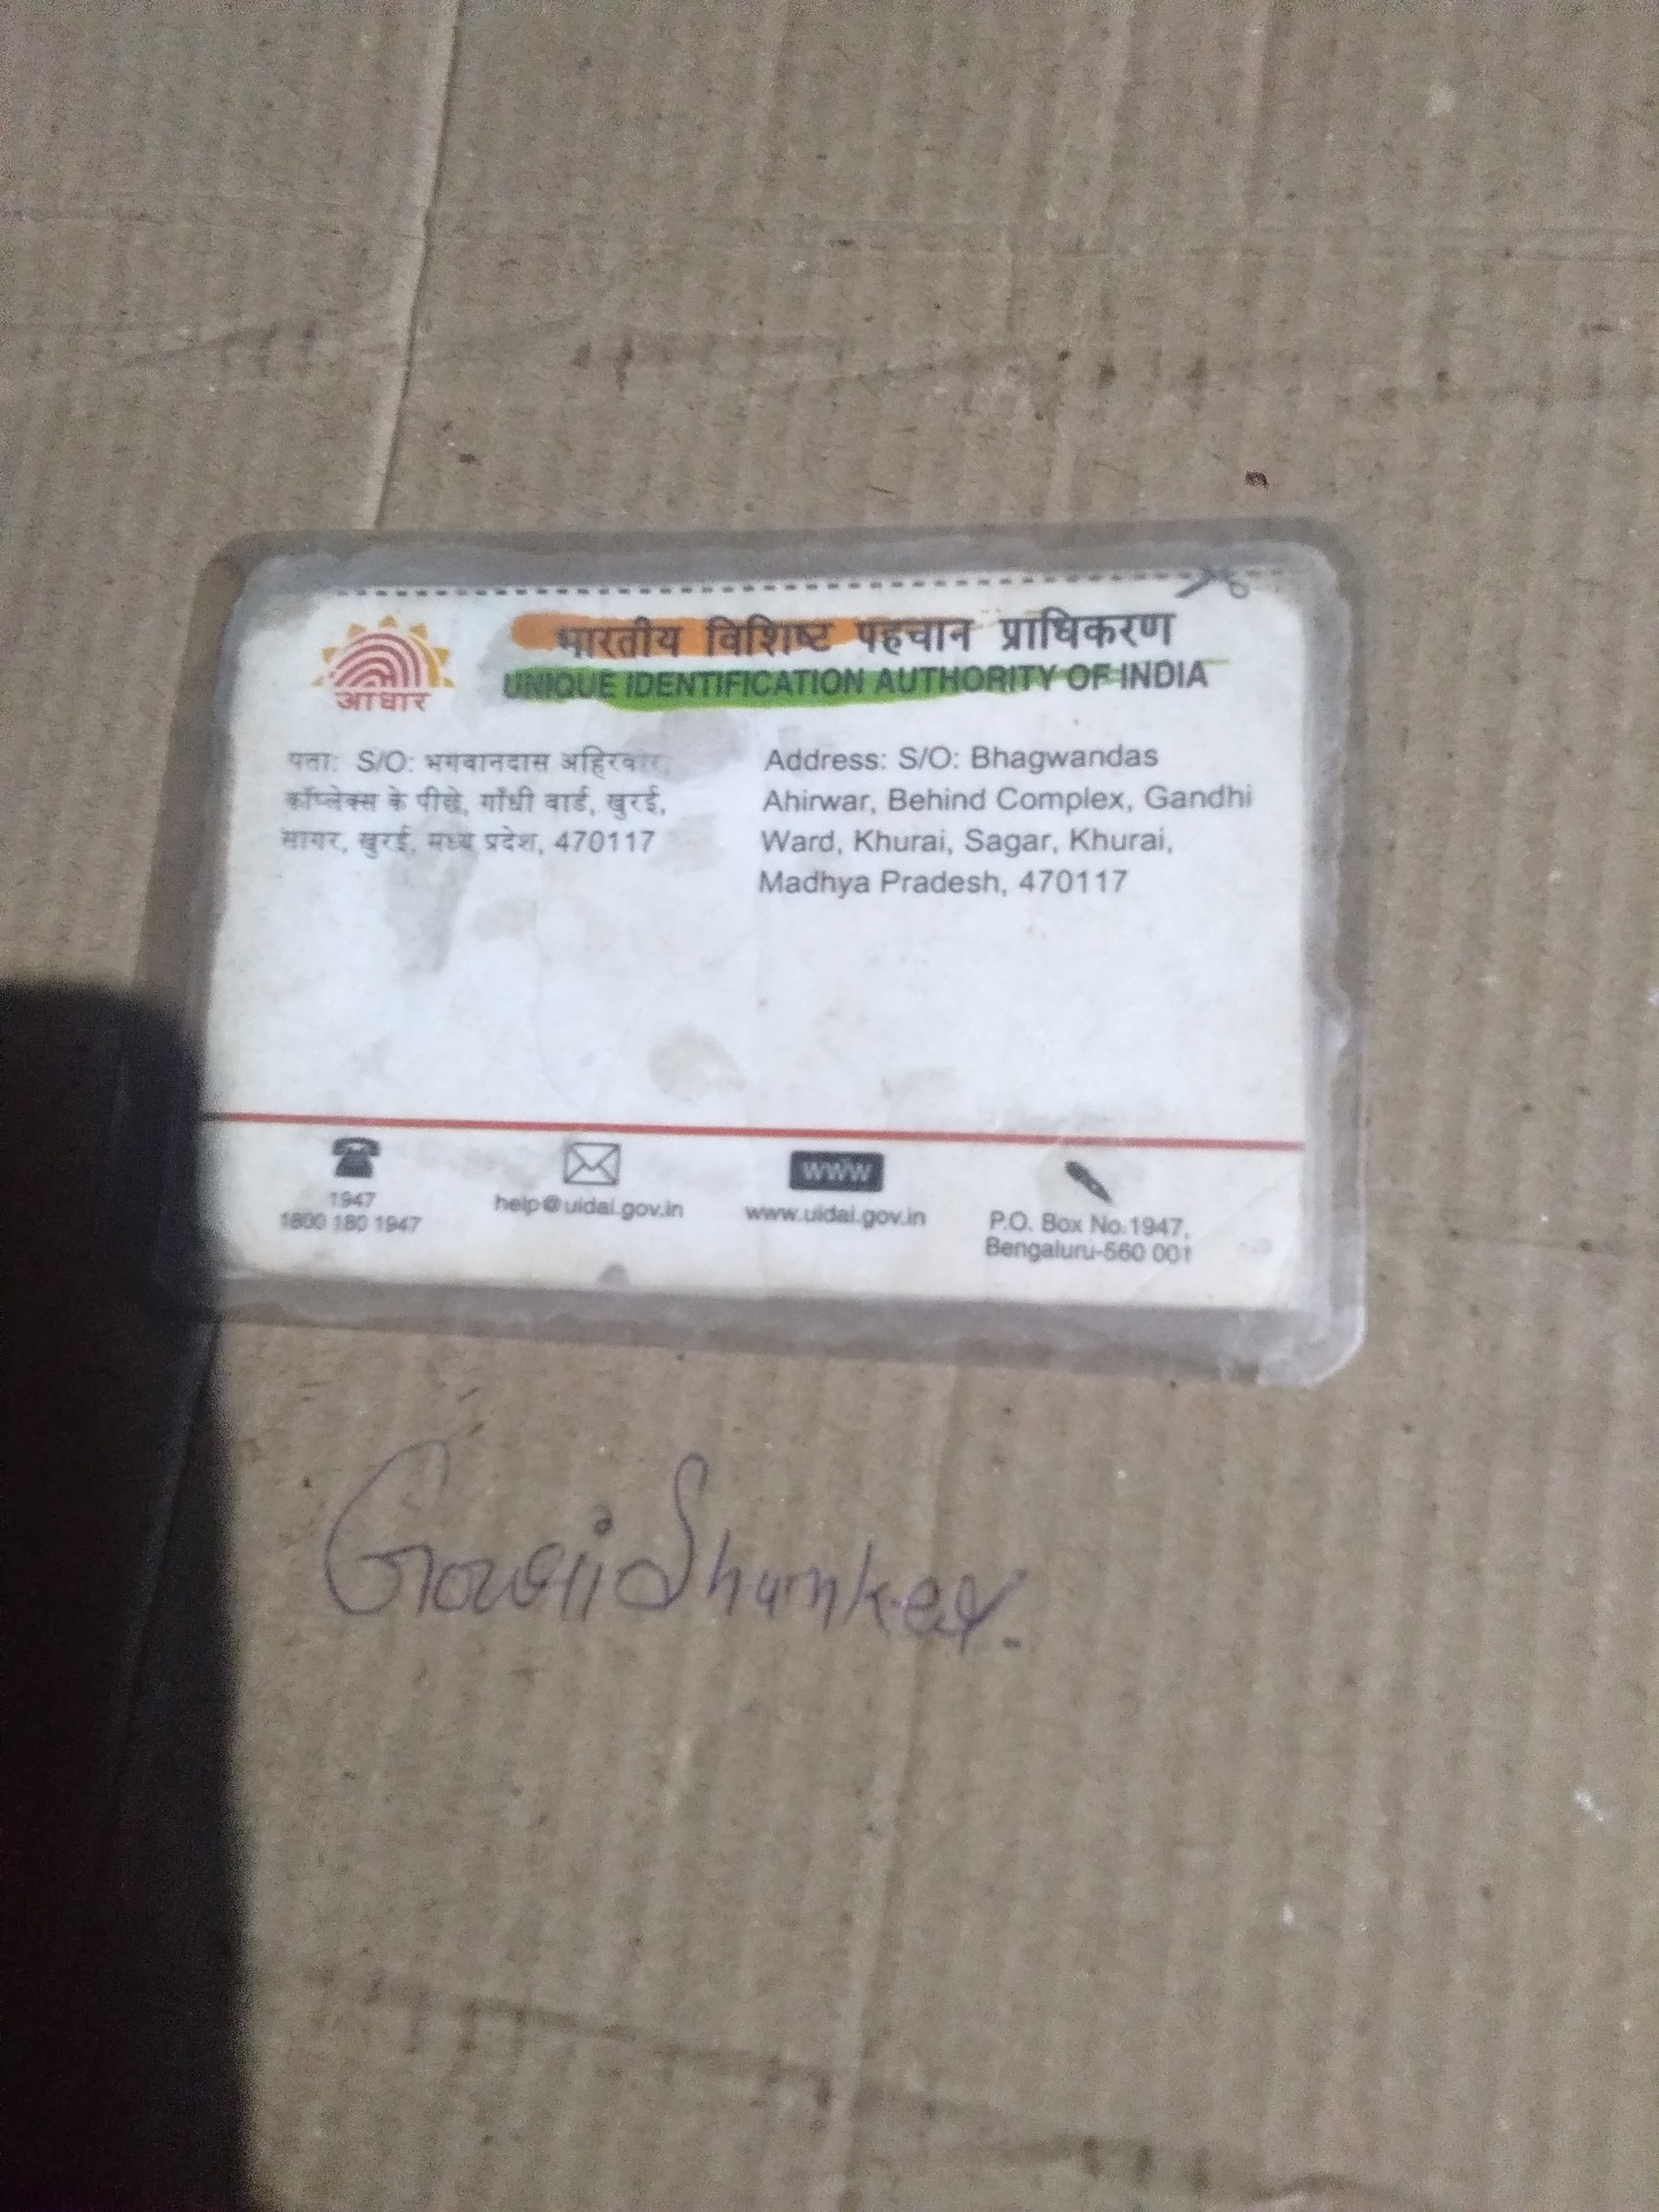 भारतीय विशिष्ट पहचान प्राधिकरण
UNIQUE IDENTIFICATION AUTHORITY OF INDIA
आधार
पता: S/O: भगवानदास अहिरवार,
कॉम्प्लेक्स के पीछे, गाँधी वार्ड, खुरई,
सागर, खुरई, मध्य प्रदेश, 470117
Address: S/O: Bhagwandas
Ahirwar, Behind Complex, Gandhi
Ward, Khurai, Sagar, Khurai,
Madhya Pradesh, 470117
1947
1800 180 1947
help@uidai.gov.in
www
www.uidai.gov.in
P.O. Box No.1947,
Bengaluru-560 001
GouriShanker.